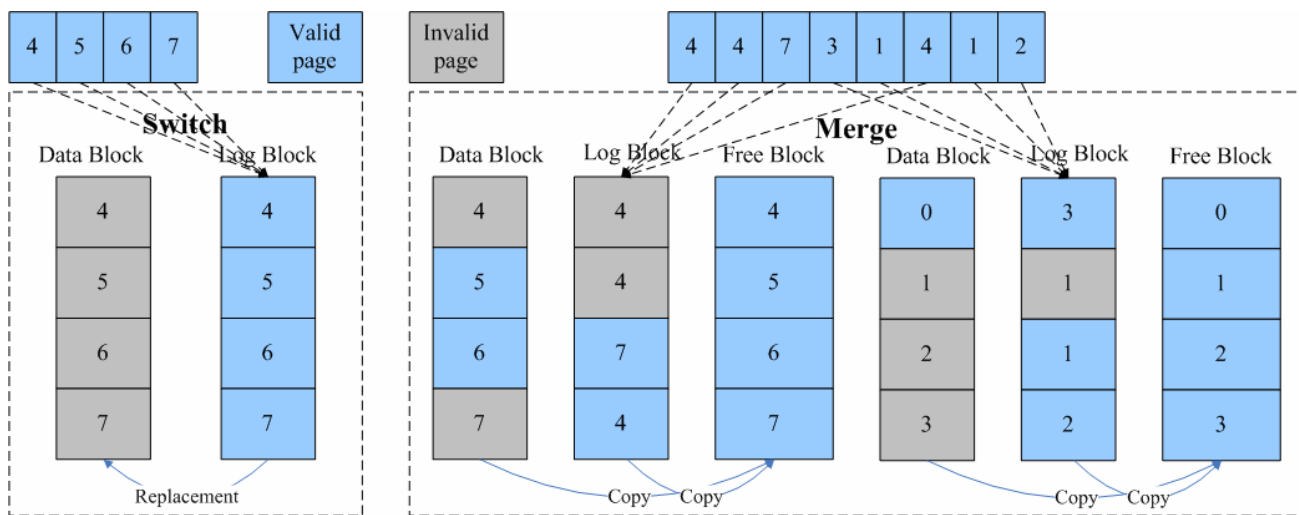 4 5 6 7
Valid
page
Invalid
page
4 4 7 3 1 4 1 2
Switch
Data Block
Log Block
4
5
6
7
4
5
6
7
Replacement
Merge
Data Block
Log Block
Free Block
Data Block
Log Block
Free Block
4 4 4 0 3 0
5 4 5 1 1 1
6 7 6 2 1 2
7 4 7 3 2 3
Copy
Copy
Copy
Copy